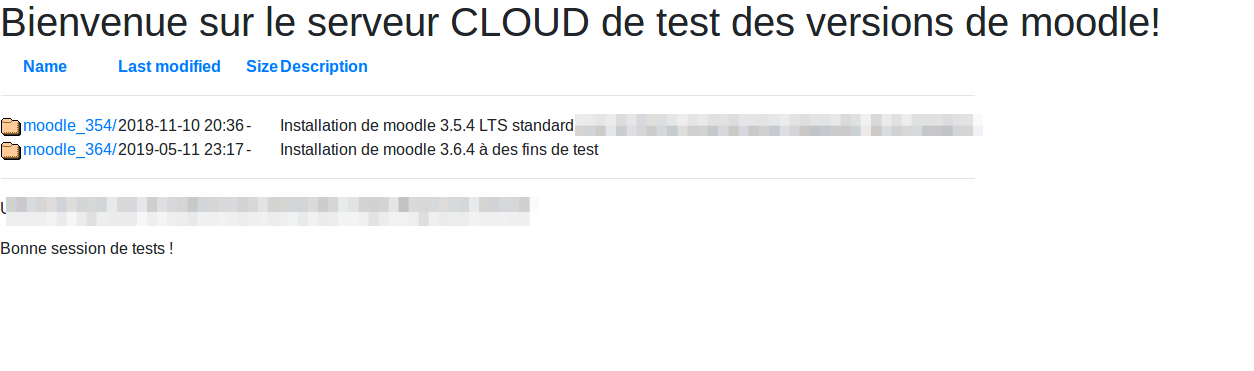 Bienvenue sur le serveur CLOUD de test des versions de moodle!
Name Last modified Size Description
moodle_354/ 2018-11-10 20:36 - Installation de moodle 3.5.4 LTS standard
moodle_364/ 2019-05-11 23:17 - Installation de moodle 3.6.4 à des fins de test
Bonne session de tests !